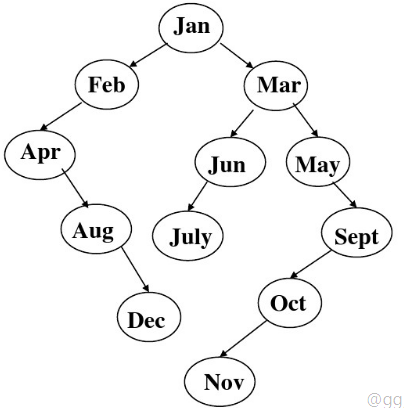 Jan
Feb
Mar
Apr
Jun
May
Aug
July
Sept
Dec
Oct
Nov
@gg